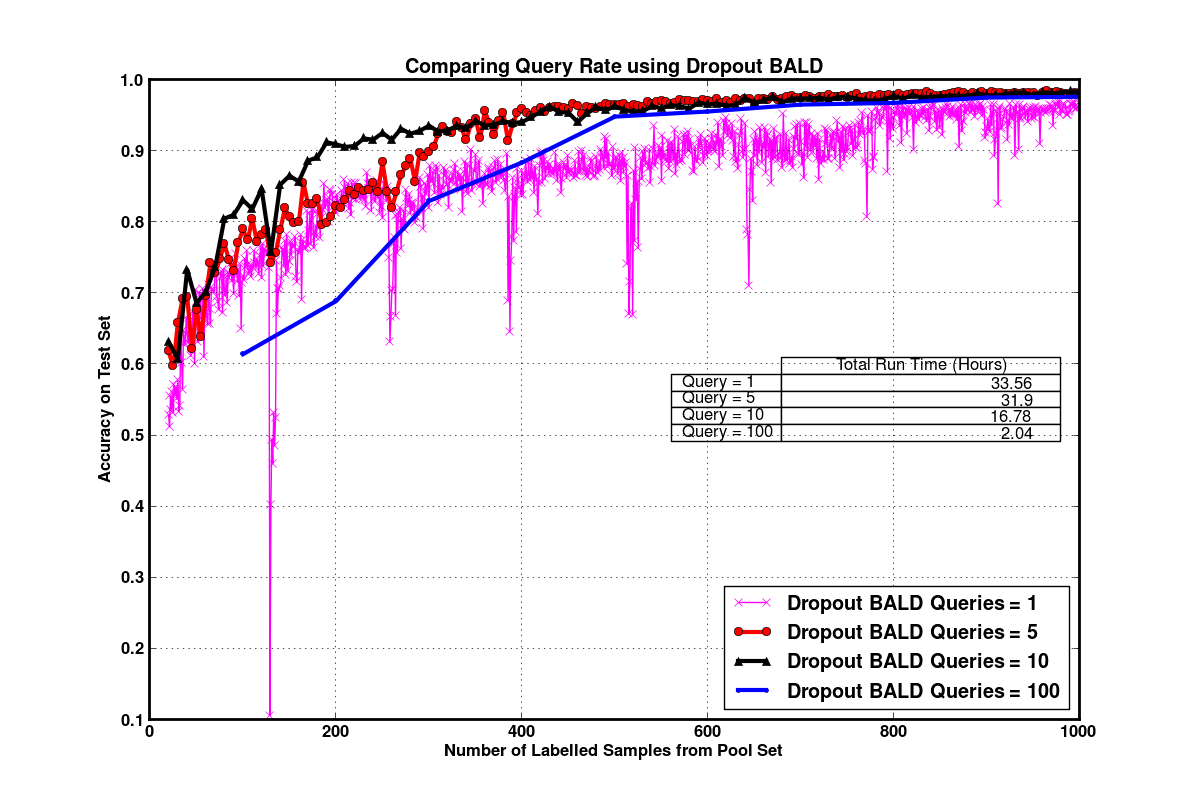 Comparing Query Rate using Dropout BALD
Accuracy on Test Set
1.0
0.9
0.8
0.7
0.6
0.5
0.4
0.3
0.2
0.1
Total Run Time (Hours)
Query = 1 33.56
Query = 5 31.9
Query = 10 16.78
Query = 100 2.04
Dropout BALD Queries = 1
Dropout BALD Queries = 5
Dropout BALD Queries = 10
Dropout BALD Queries = 100
0 200 400 600 800 1000
Number of Labelled Samples from Pool Set